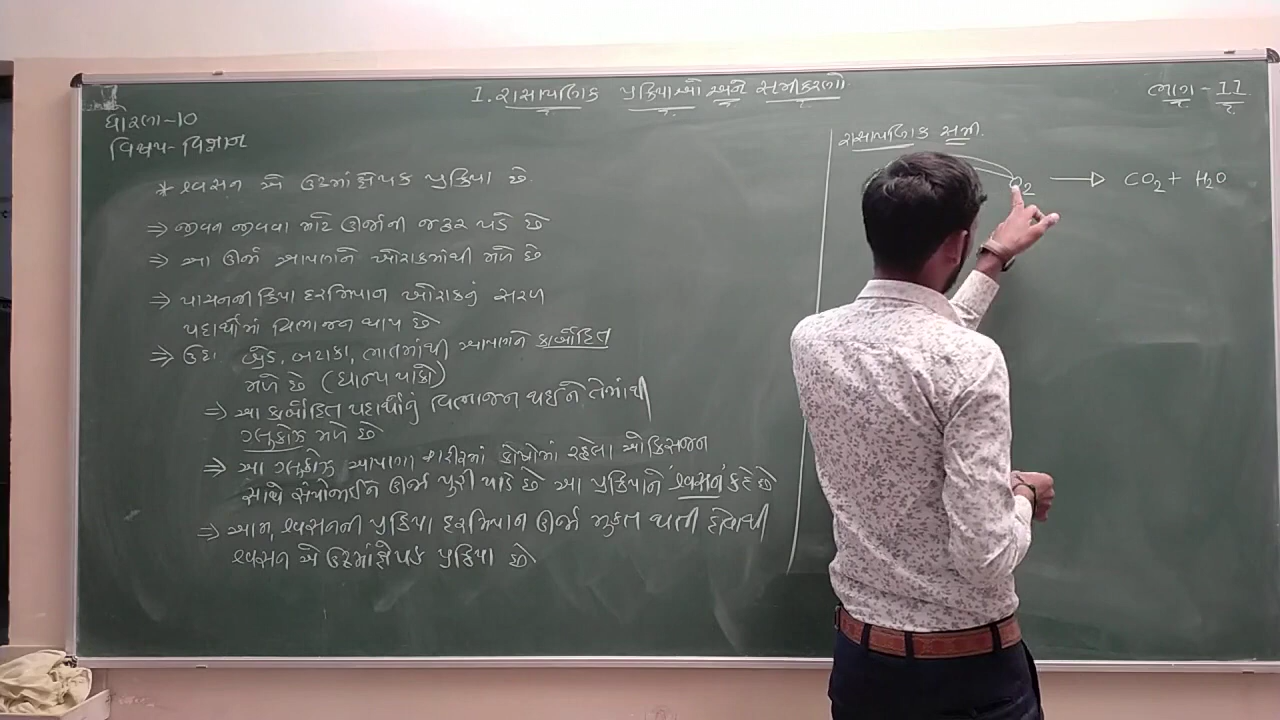 1. રાસાયણિક પ્રક્રિયાઓ અને સમીકરણો
ભાગ - 11
ધોરણ-10
વિષય- વિજ્ઞાન
* શ્વસન એ ઉષ્માક્ષેપક પ્રક્રિયા છે.
⇒ જીવન જીવવા માટે ઊર્જાની જરૂર પડે છે
⇒ આ ઊર્જા આપણને ખોરાકમાંથી મળે છે
⇒ પાચનની ક્રિયા દરમિયાન ખોરાકનું સરળ
પદાર્થોમાં વિભાજન થાય છે
⇒ ઉદા. બ્રેડ, બટાકા, ભાતમાંથી આપણને કાર્બોદિત
મળે છે (ધાન્ય પાકો)
⇒ આ કાર્બોદિત પદાર્થોનું વિભાજન થઈને તેમાંથી
ગ્લુકોઝ મળે છે
⇒ આ ગ્લુકોઝ આપણા શરીરમાં કોષોમાં રહેલા ઓક્સિજન
સાથે સંયોજાઈને ઊર્જા પુરી પાડે છે આ પ્રક્રિયાને 'શ્વસન' કહે છે
⇒ આમ, શ્વસનની પ્રક્રિયા દરમિયાન ઊર્જા મુક્ત થતી હોવાથી
શ્વસન એ ઉષ્માક્ષેપક પ્રક્રિયા છે
રાસાયણિક સમી.
O₂ ⟶ CO₂ + H₂O